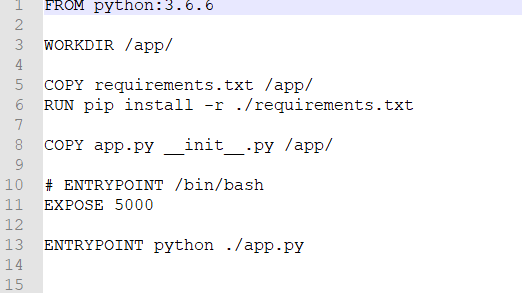 1 FROM python:3.6.6
2
3 WORKDIR /app/
4
5 COPY requirements.txt /app/
6 RUN pip install -r ./requirements.txt
7
8 COPY app.py __init__.py /app/
9
10 # ENTRYPOINT /bin/bash
11 EXPOSE 5000
12
13 ENTRYPOINT python ./app.py
14
15